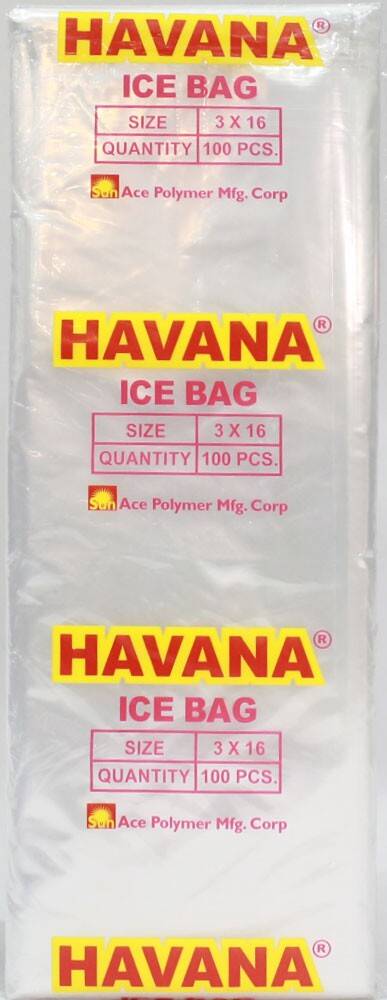 HAVANA®
ICE BAG
SIZE 3 X 16
QUANTITY 100 PCS.
Sun Ace Polymer Mfg. Corp
HAVANA®
ICE BAG
SIZE 3 X 16
QUANTITY 100 PCS.
Sun Ace Polymer Mfg. Corp
HAVANA®
ICE BAG
SIZE 3 X 16
QUANTITY 100 PCS.
Sun Ace Polymer Mfg. Corp
HAVANA®